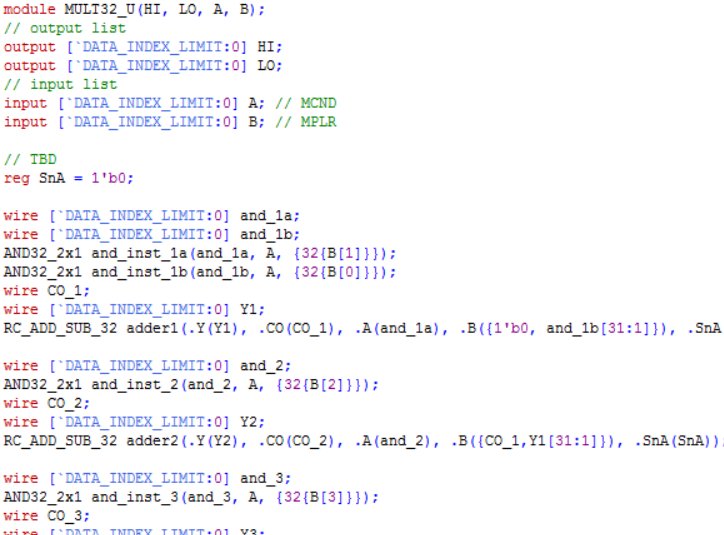 module MULT32_U(HI, LO, A, B);
// output list
output [`DATA_INDEX_LIMIT:0] HI;
output [`DATA_INDEX_LIMIT:0] LO;
// input list
input [`DATA_INDEX_LIMIT:0] A; // MCND
input [`DATA_INDEX_LIMIT:0] B; // MPLR
// TBD
reg SnA = 1'b0;
wire [`DATA_INDEX_LIMIT:0] and_1a;
wire [`DATA_INDEX_LIMIT:0] and_1b;
AND32_2x1 and_inst_1a(and_1a, A, {32{B[1]}});
AND32_2x1 and_inst_1b(and_1b, A, {32{B[0]}});
wire CO_1;
wire [`DATA_INDEX_LIMIT:0] Y1;
RC_ADD_SUB_32 adder1(.Y(Y1), .CO(CO_1), .A(and_1a), .B({1'b0, and_1b[31:1]}), .SnA
wire [`DATA_INDEX_LIMIT:0] and_2;
AND32_2x1 and_inst_2(and_2, A, {32{B[2]}});
wire CO_2;
wire [`DATA_INDEX_LIMIT:0] Y2;
RC_ADD_SUB_32 adder2(.Y(Y2), .CO(CO_2), .A(and_2), .B({CO_1,Y1[31:1]}), .SnA(SnA));
wire [`DATA_INDEX_LIMIT:0] and_3;
AND32_2x1 and_inst_3(and_3, A, {32{B[3]}});
wire CO_3;
wire [`DATA_INDEX_LIMIT:0] Y3;